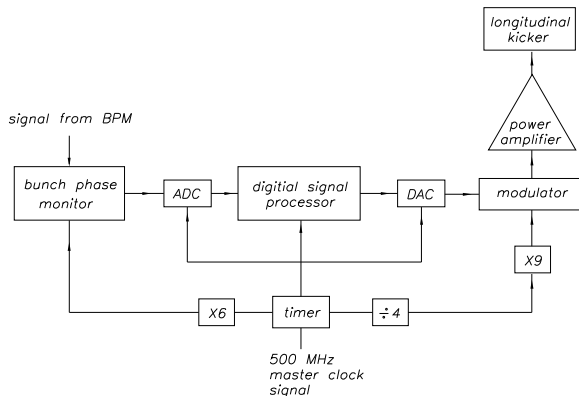 longitudinal
kicker
signal from BPM
power
amplifier
bunch phase
monitor
ADC
digitial signal
processor
DAC
modulator
X9
X6
timer
÷4
500 MHz
master clock
signal